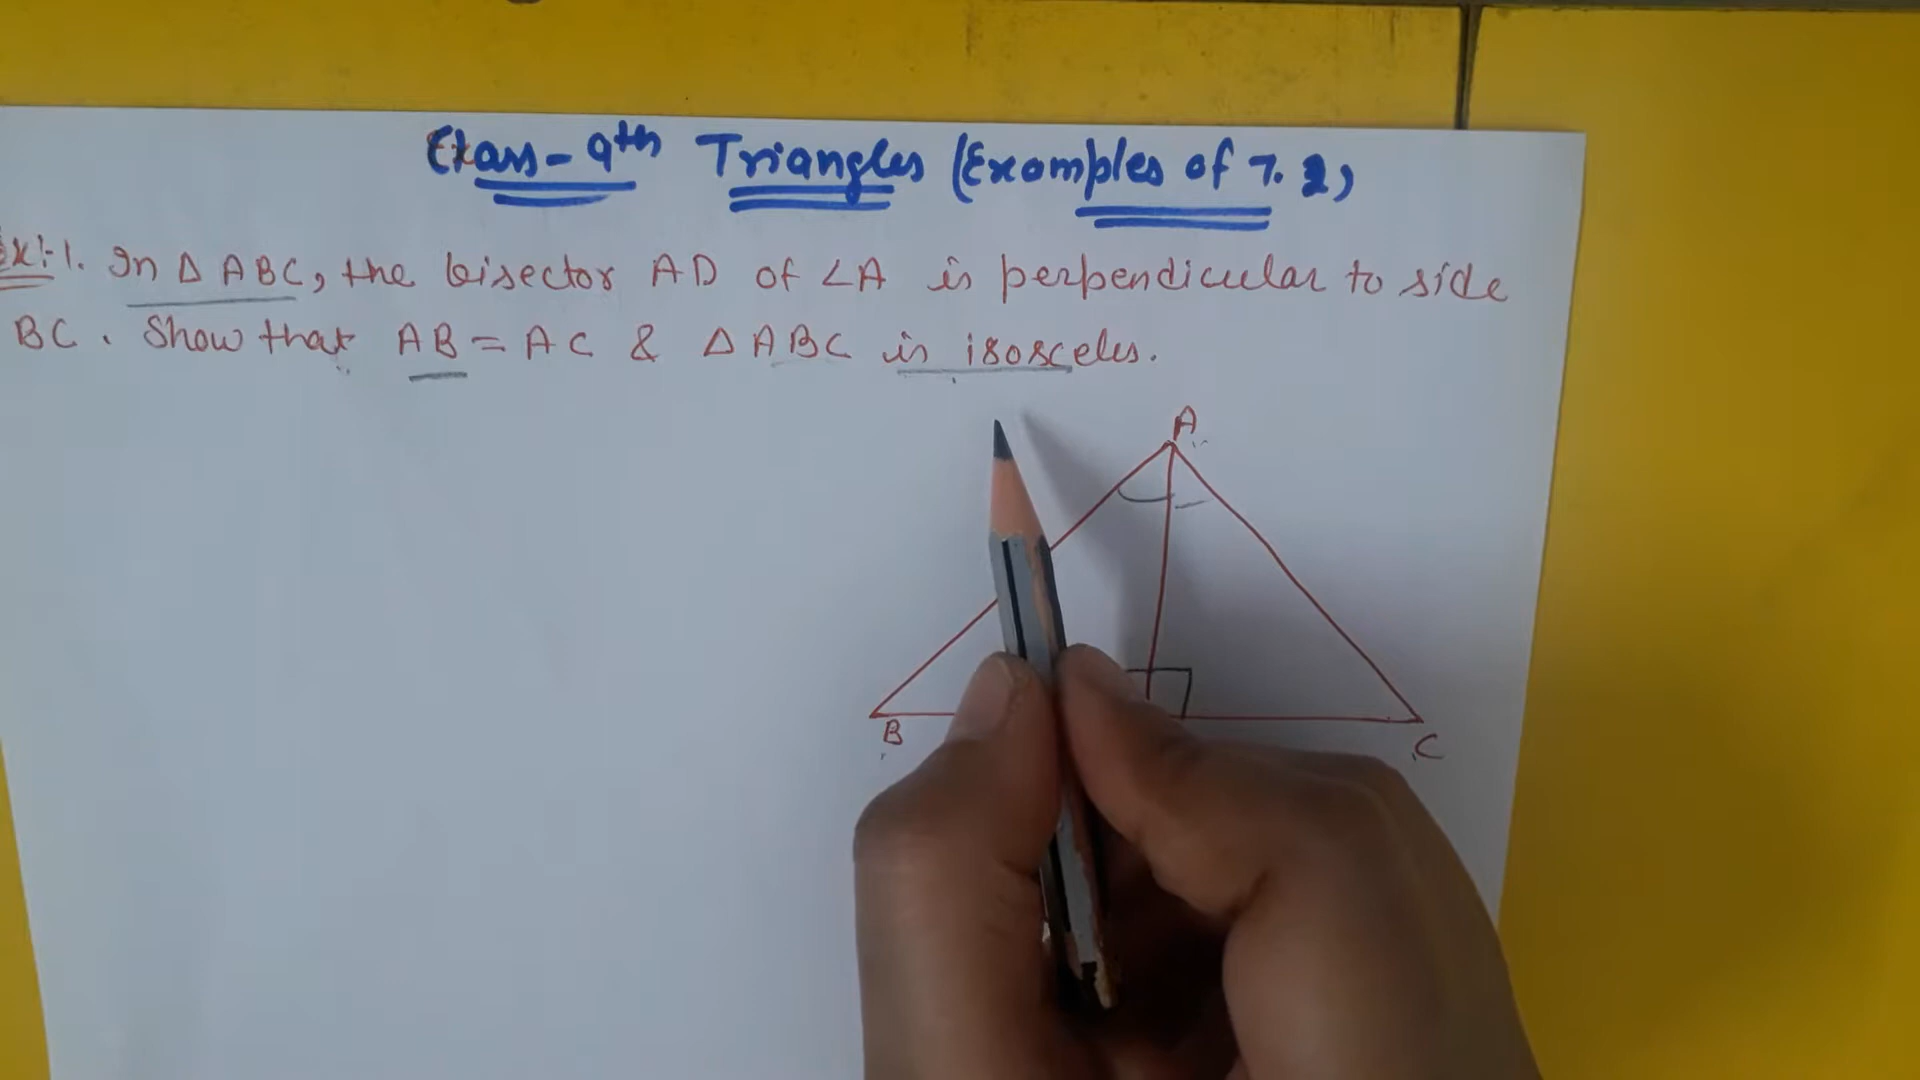 Class - 9th Triangles (Examples of 7.2)
Ex:-1. In Δ ABC, the bisector AD of ∠A is perpendicular to side
BC. Show that AB = AC & Δ ABC is isosceles.
A
B
C